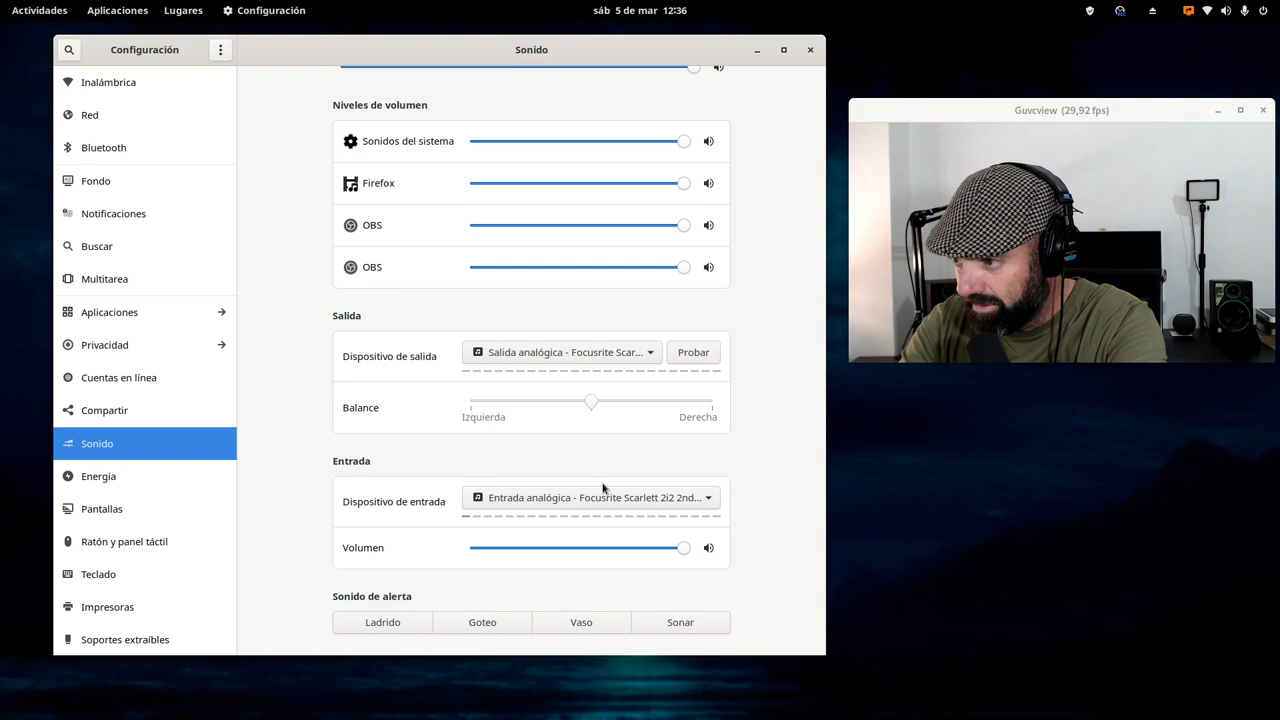 Actividades Aplicaciones Lugares Configuración sáb 5 de mar 12:36
Configuración
Sonido
Inalámbrica
Red
Bluetooth
Fondo
Notificaciones
Buscar
Multitarea
Aplicaciones
Privacidad
Cuentas en línea
Compartir
Sonido
Energía
Pantallas
Ratón y panel táctil
Teclado
Impresoras
Soportes extraíbles
Niveles de volumen
Sonidos del sistema
Firefox
OBS
OBS
Salida
Dispositivo de salida Salida analógica - Focusrite Scar... Probar
Balance
Izquierda Derecha
Entrada
Dispositivo de entrada Entrada analógica - Focusrite Scarlett 2i2 2nd...
Volumen
Sonido de alerta
Ladrido Goteo Vaso Sonar
Guvcview (29,92 fps)